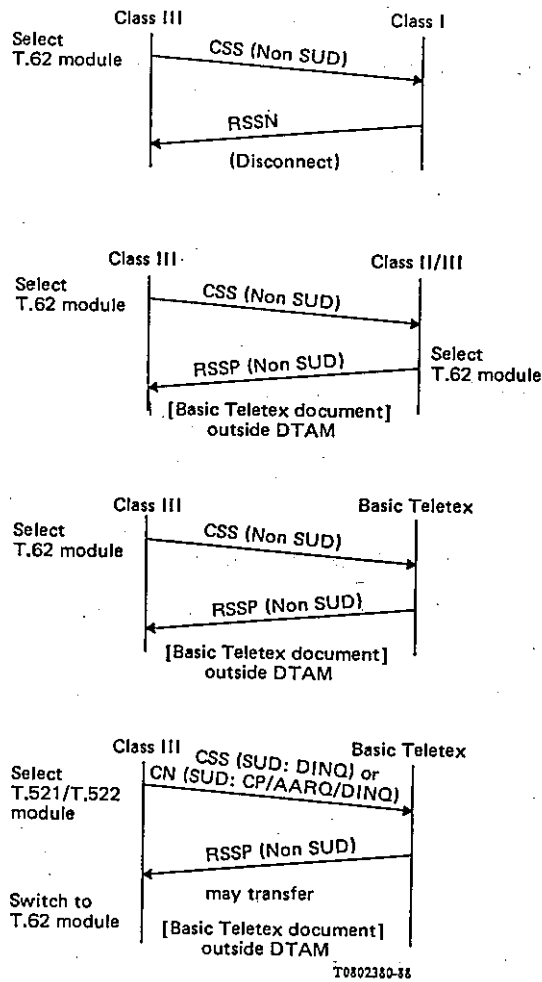 Class III Class I
Select
T.62 module
CSS (Non SUD)
RSSN
(Disconnect)
Class III Class II/III
Select
T.62 module
CSS (Non SUD)
RSSP (Non SUD)
Select
T.62 module
[Basic Teletex document]
outside DTAM
Class III Basic Teletex
Select
T.62 module
CSS (Non SUD)
RSSP (Non SUD)
[Basic Teletex document]
outside DTAM
Class III Basic Teletex
CSS (SUD: DINQ) or
CN (SUD: CP/AARQ/DINQ)
Select
T.521/T.522
module
RSSP (Non SUD)
may transfer
Switch to
T.62 module
[Basic Teletex document]
outside DTAM
T0802380-88